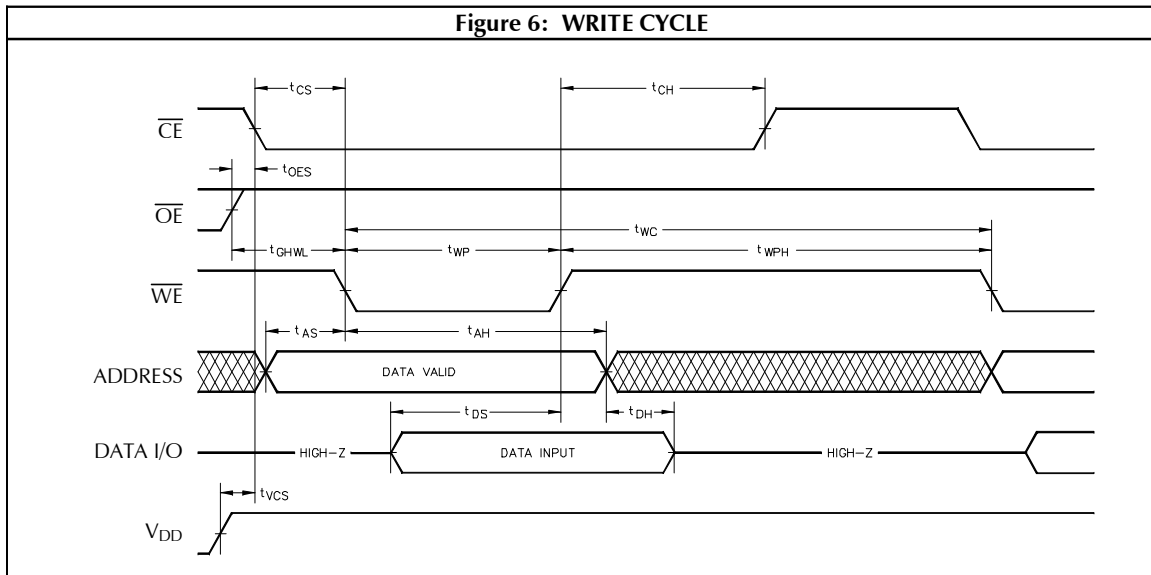 Figure 6: WRITE CYCLE
tCS
tCH
CE
tOES
OE
tWC
tGHWL
tWP
tWPH
WE
tAS
tAH
ADDRESS
DATA VALID
tDS
tDH
DATA I/O
HIGH-Z
DATA INPUT
HIGH-Z
tVCS
VDD